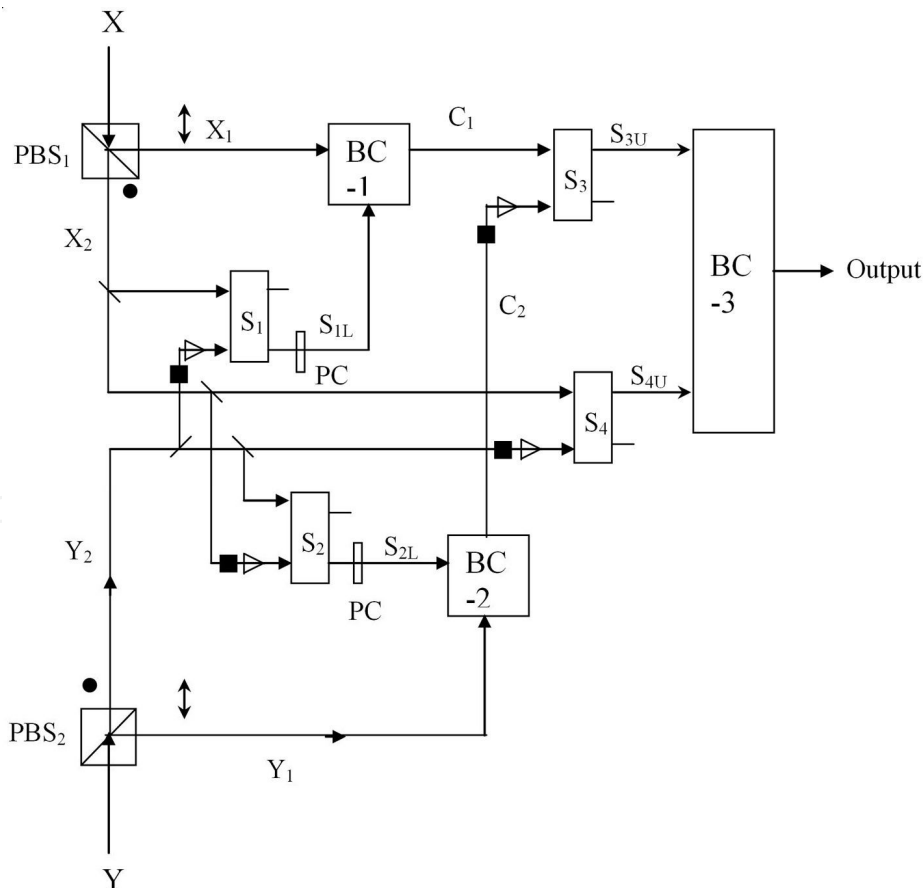 X
X₁
C₁
S₃U
PBS₁
BC
-1
S₃
X₂
BC
-3
Output
C₂
S₁
S₁L
PC
S₄U
S₄
S₂
S₂L
Y₂
BC
-2
PC
PBS₂
Y₁
Y